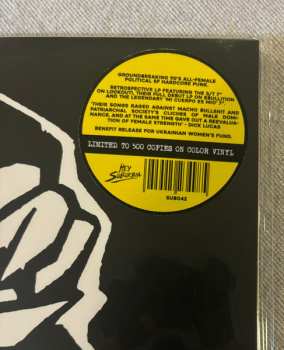 GROUNDBREAKING 90'S ALL-FEMALE
POLITICAL SF HARDCORE PUNK.
RETROSPECTIVE LP FEATURING THE S/T 7"
ON LOOKOUT, THEIR FULL DEBUT LP ON EBULLITION
AND THE LEGENDARY 'MI CUERPO ES MIO' 7".
"THEIR SONGS RAGED AGAINST MACHO BULLSHIT AND
PATRIARCHAL SOCIETY'S CLICHES OF MALE DOMI-
NANCE, AND AT THE SAME TIME GAVE OUT A REEVALUA-
TION OF FEMALE STRENGTH" - DICK LUCAS
BENEFIT RELEASE FOR UKRAINIAN WOMEN'S FUND.
LIMITED TO 500 COPIES ON COLOR VINYL
HEY
SUBURBIA
SUB042